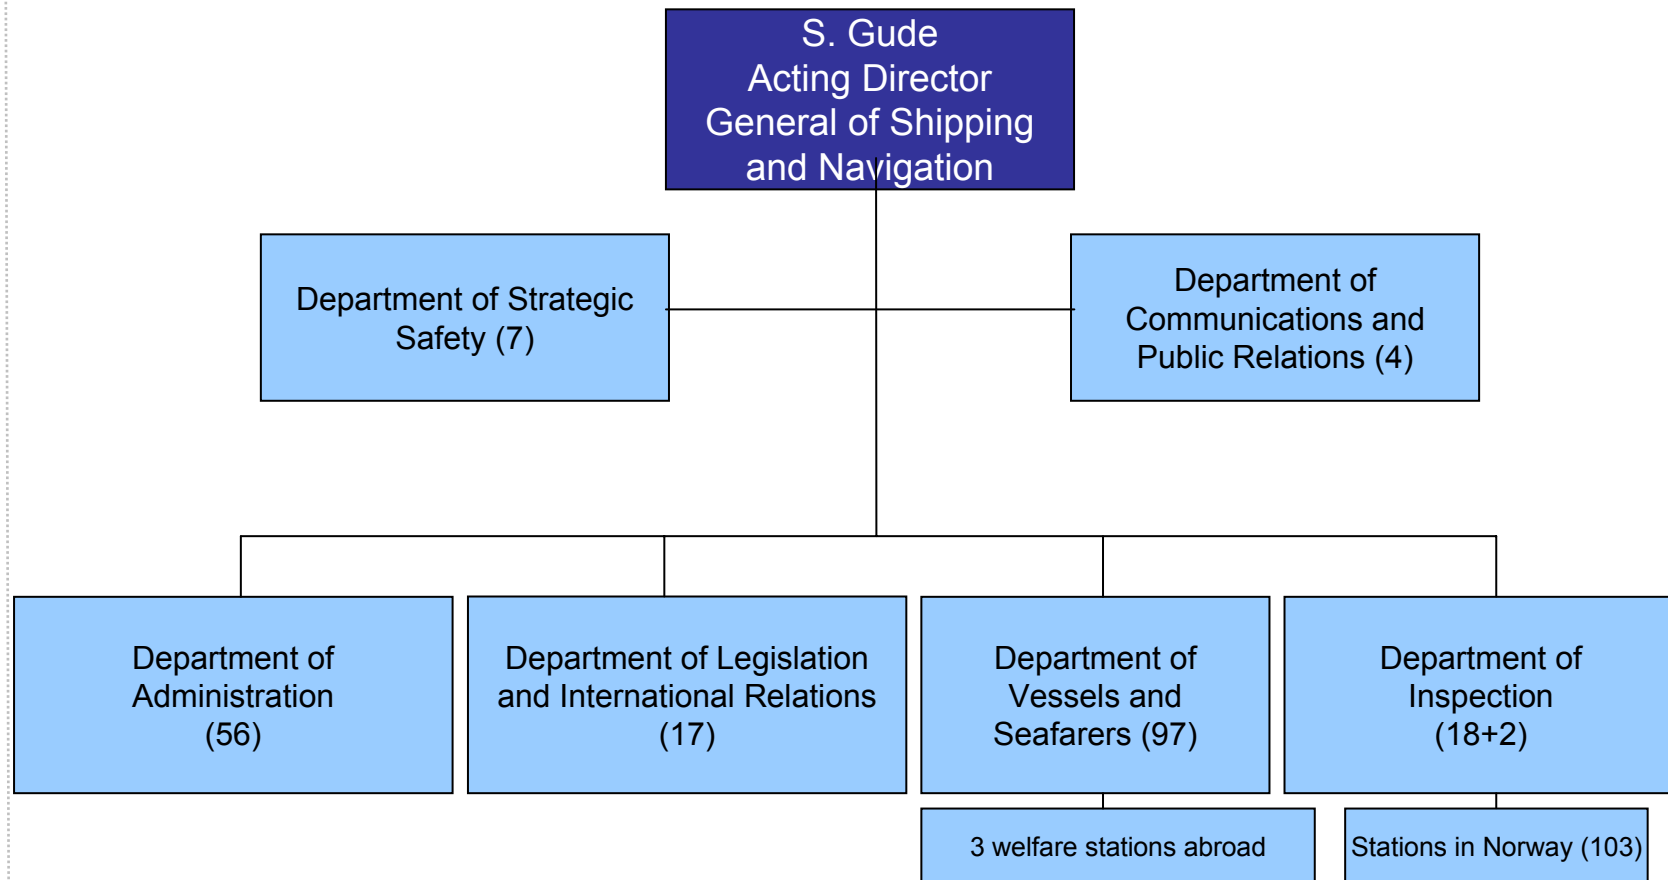 S. Gude
Acting Director
General of Shipping
and Navigation
Department of Strategic
Safety (7)
Department of
Communications and
Public Relations (4)
Department of
Administration
(56)
Department of Legislation
and International Relations
(17)
Department of
Vessels and
Seafarers (97)
Department of
Inspection
(18+2)
3 welfare stations abroad
Stations in Norway (103)